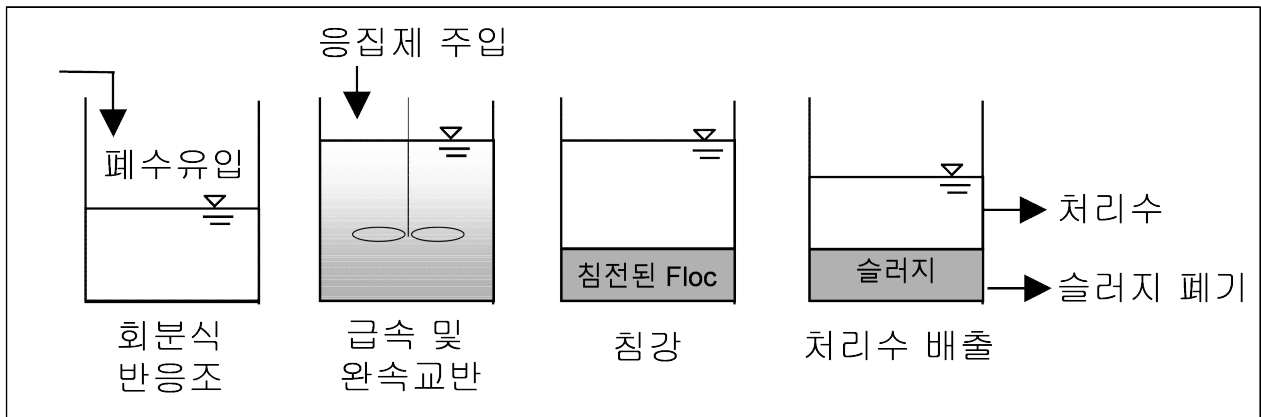 응집제 주입
폐수유입
침전된 Floc
슬러지
처리수
슬러지 폐기
회분식
반응조
급속 및
완속교반
침강
처리수 배출